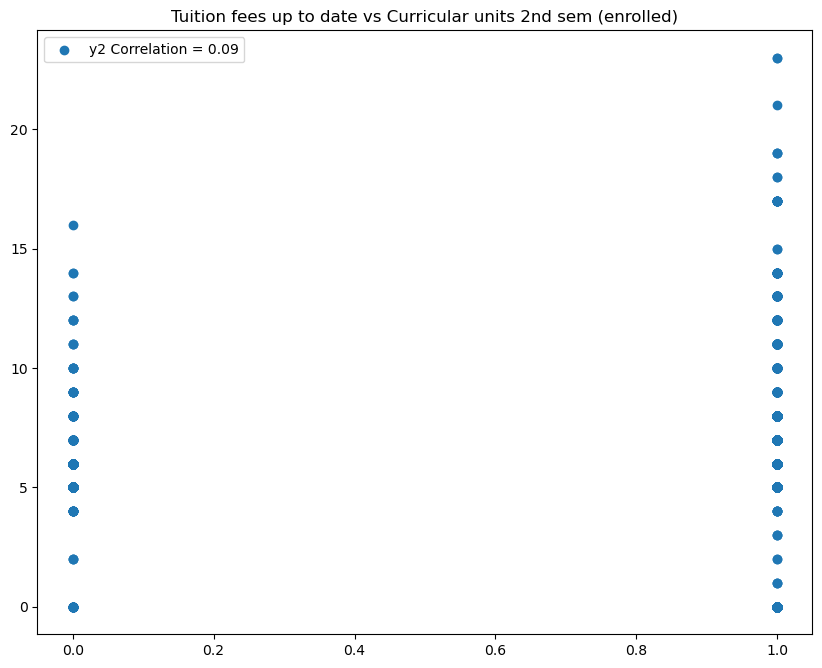 Tuition fees up to date vs Curricular units 2nd sem (enrolled)
y2 Correlation = 0.09
20
15
10
5
0
0.0 0.2 0.4 0.6 0.8 1.0